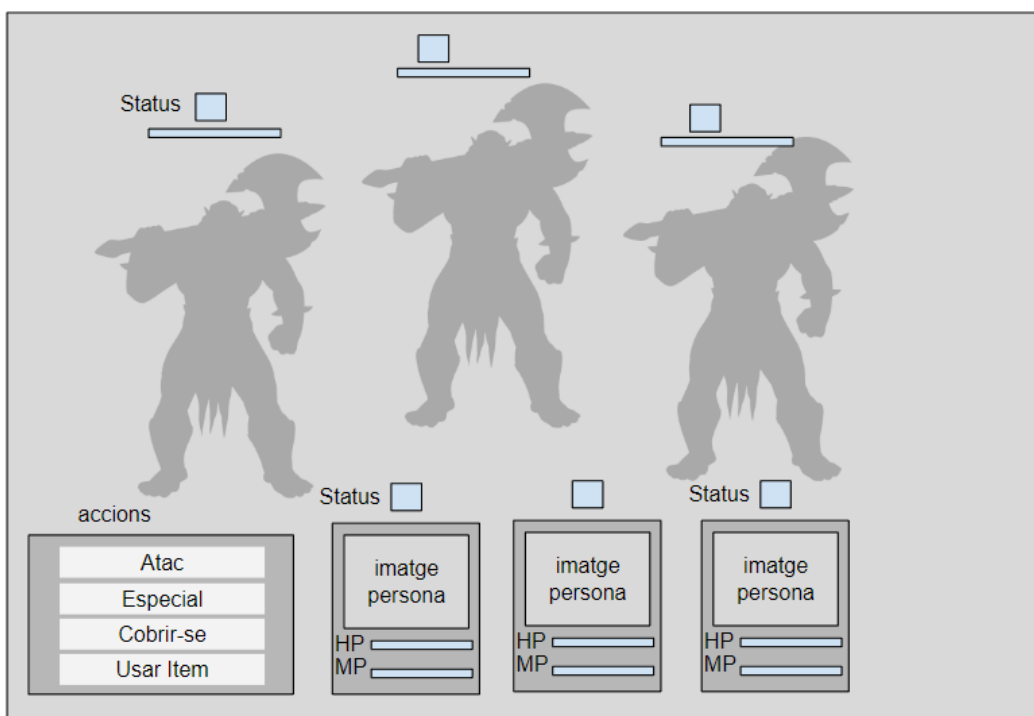 Status
Status
Status
accions
Atac
Especial
Cobrir-se
Usar Item
imatge
persona
HP
MP
imatge
persona
HP
MP
imatge
persona
HP
MP